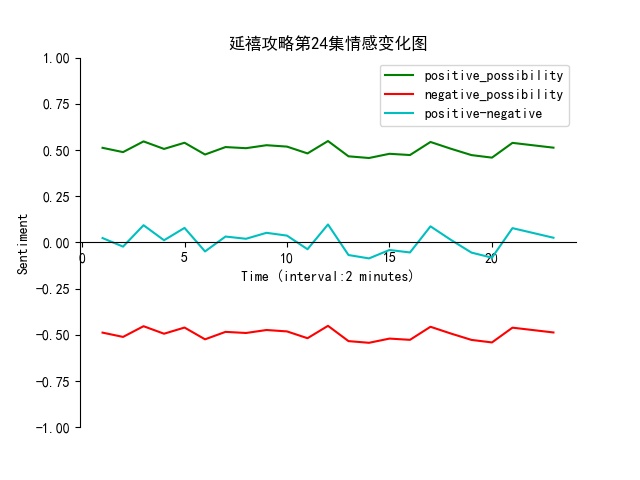 延禧攻略第24集情感变化图
1.00
0.75
0.50
0.25
0.00
−0.25
−0.50
−0.75
−1.00
Sentiment
0 5 10 15 20
Time (interval:2 minutes)
positive_possibility
negative_possibility
positive-negative